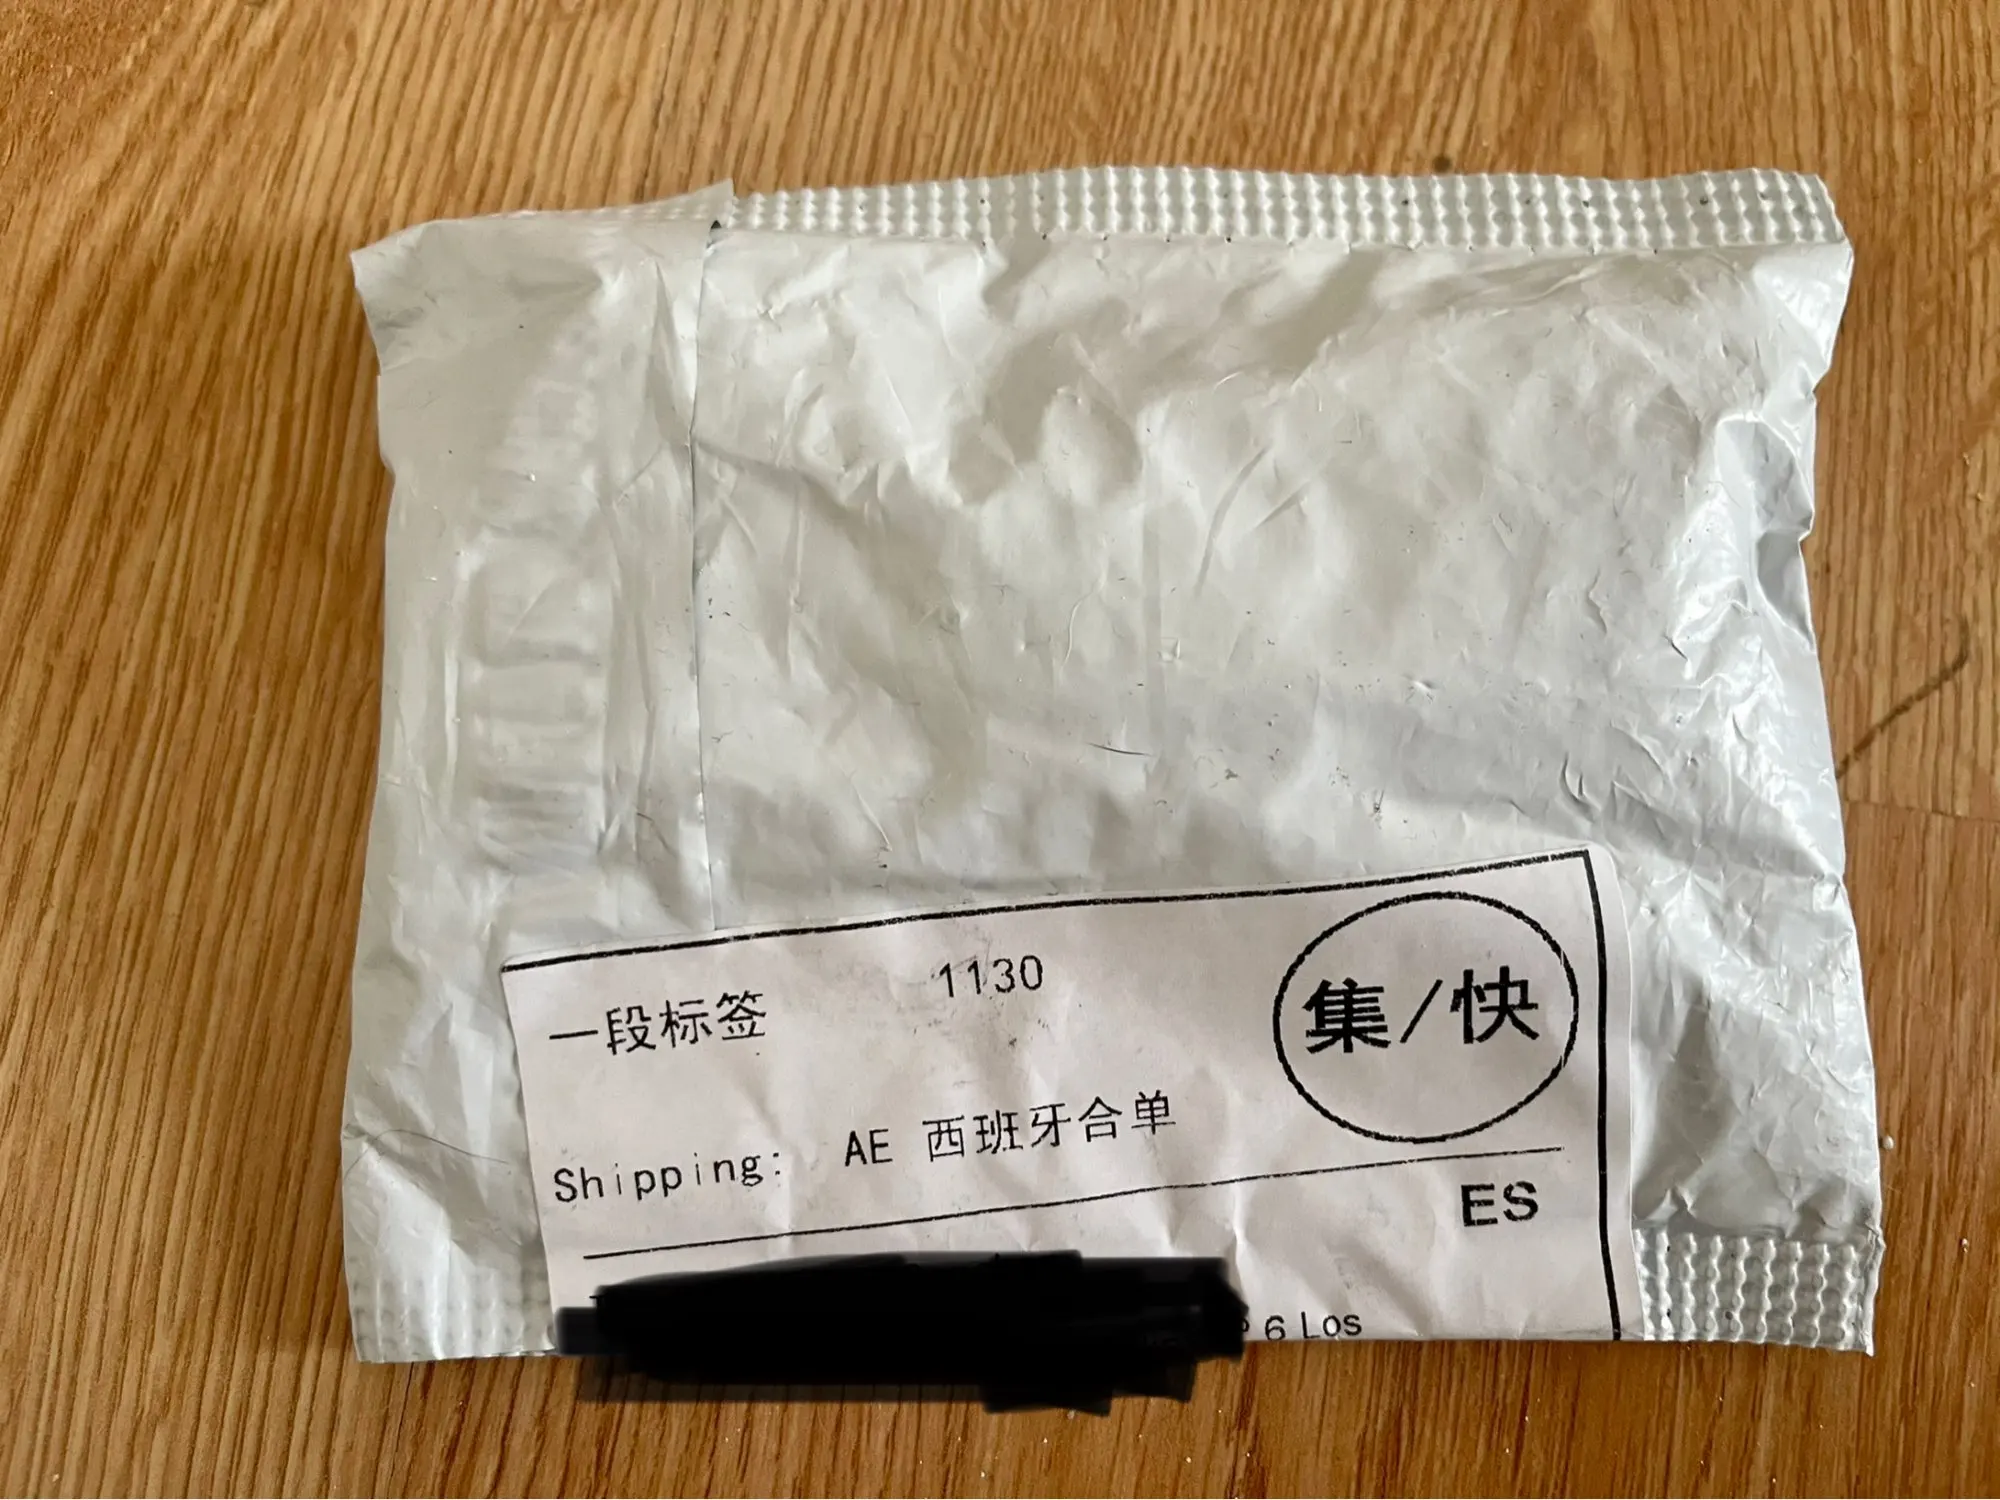 一段标签 1130 集/快
Shipping: AE 西班牙合单
ES
6 Los